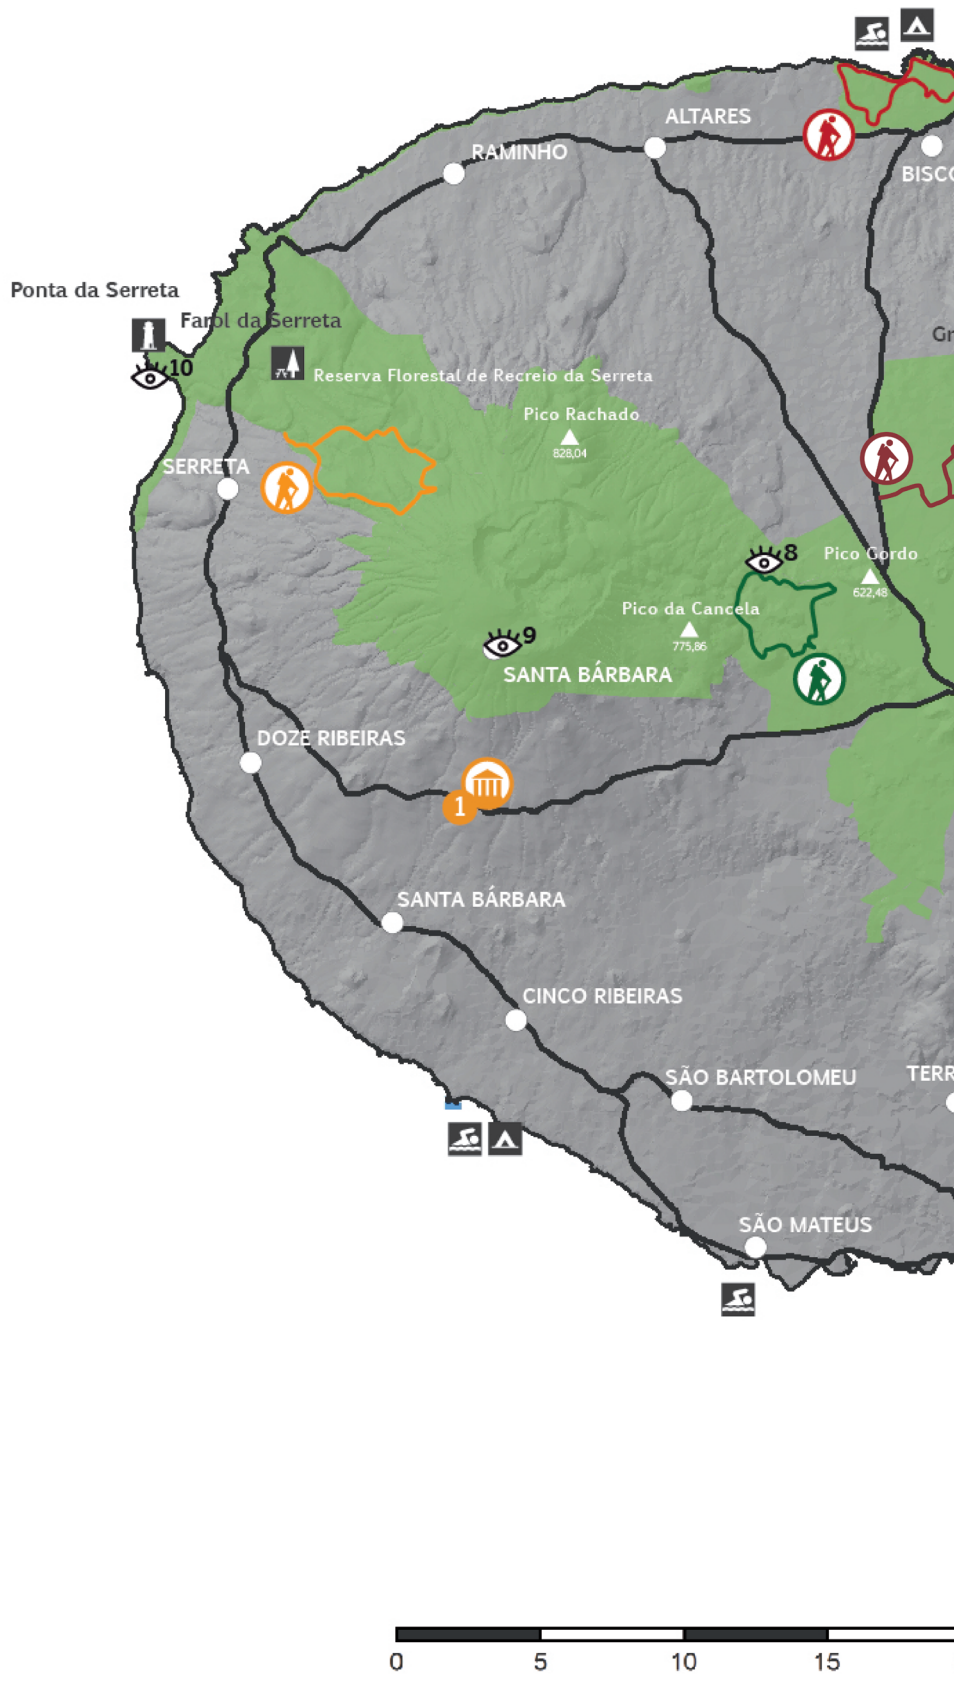 ALTARES
RAMINHO
BISCO
Ponta da Serreta
Farol da Serreta
10
Gr
Reserva Florestal de Recreio da Serreta
Pico Rachado
828,04
SERRETA
8
Pico Gordo
622,48
Pico da Cancela
775,86
9
SANTA BÁRBARA
DOZE RIBEIRAS
1
SANTA BÁRBARA
CINCO RIBEIRAS
SÃO BARTOLOMEU
TERR
SÃO MATEUS
0 5 10 15